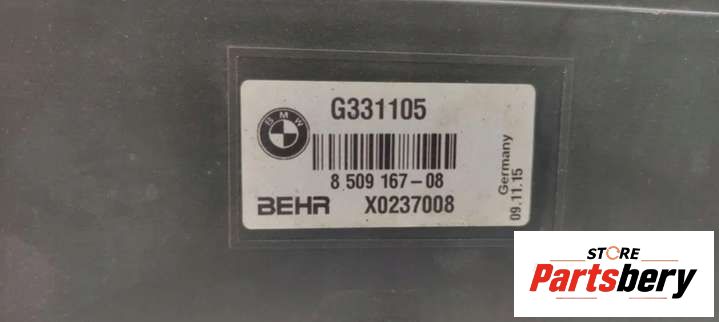 BMW
G331105
8 509 167-08
BEHR X0237008
Germany
09.11.15
STORE
Partsbery